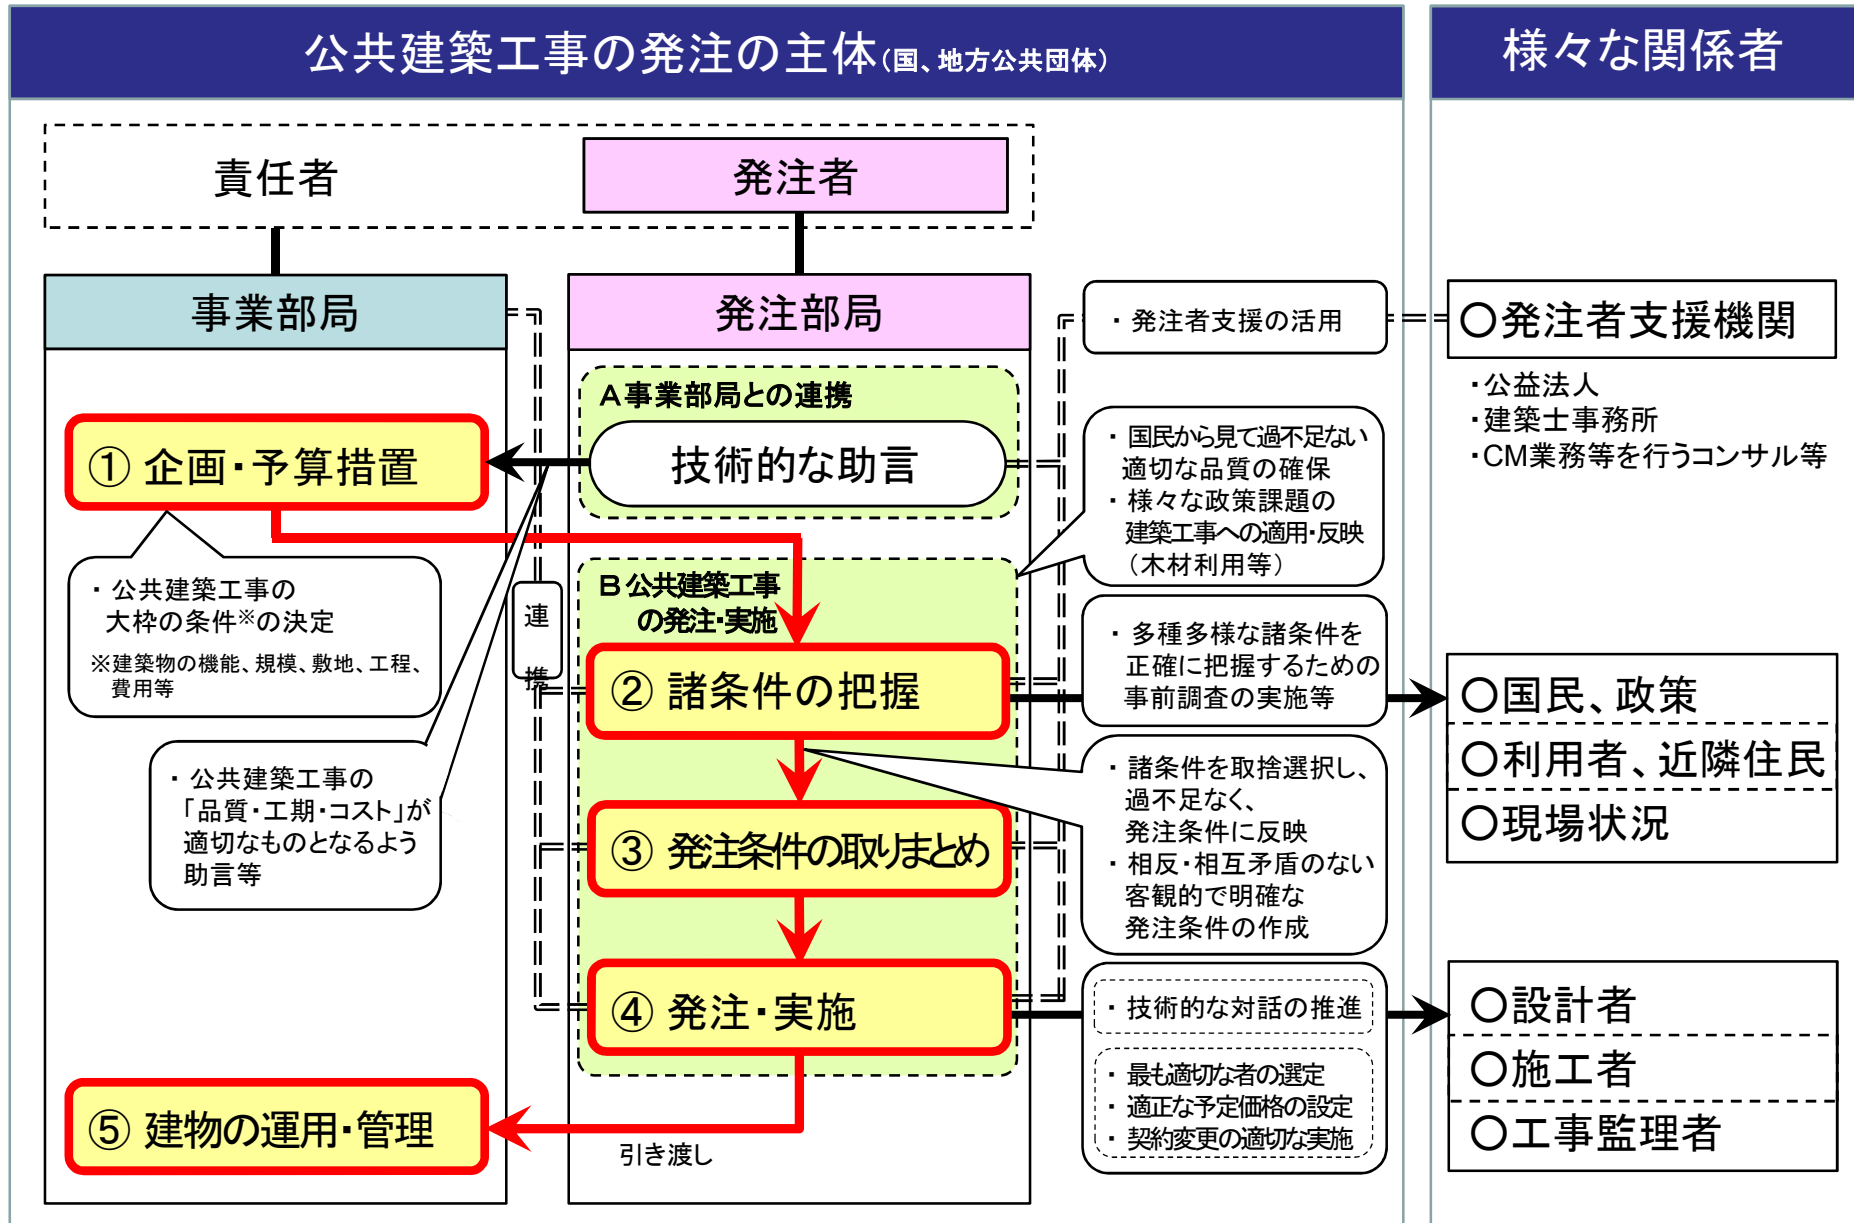 公共建築工事の発注の主体(国、地方公共団体)
様々な関係者
責任者
発注者
事業部局
発注部局
・発注者支援の活用
〇発注者支援機関
・公益法人
・建築士事務所
・CM業務等を行うコンサル等
A事業部局との連携
技術的な助言
① 企画・予算措置
・国民から見て過不足ない
適切な品質の確保
・様々な政策課題の
建築工事への適用・反映
(木材利用等)
・公共建築工事の
大枠の条件※の決定
※建築物の機能、規模、敷地、工程、
費用等
連
携
B公共建築工事
の発注・実施
② 諸条件の把握
・多種多様な諸条件を
正確に把握するための
事前調査の実施等
〇国民、政策
〇利用者、近隣住民
〇現場状況
・公共建築工事の
「品質・工期・コスト」が
適切なものとなるよう
助言等
・諸条件を取捨選択し、
過不足なく、
発注条件に反映
・相反・相互矛盾のない
客観的で明確な
発注条件の作成
③ 発注条件の取りまとめ
④ 発注・実施
・技術的な対話の推進
・最も適切な者の選定
・適正な予定価格の設定
・契約変更の適切な実施
〇設計者
〇施工者
〇工事監理者
⑤ 建物の運用・管理
引き渡し